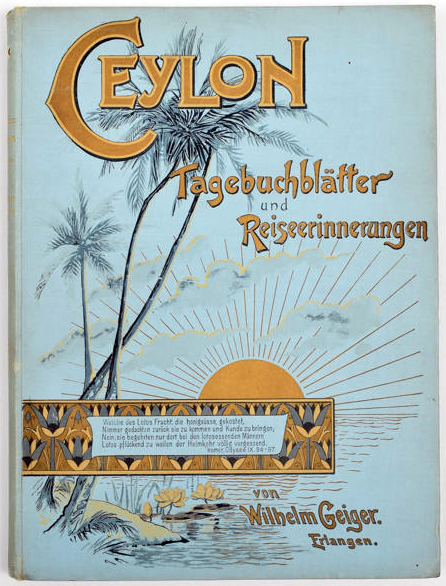 CEYLON
Tagebuchblätter
und
Reiseerinnerungen
Welche des Lotos Frucht, die honigsüsse, gekostet,
Nimmer gedachten zurück sie zu kommen und Kunde zu bringen;
Nein, sie begehrten nur dort bei den lotosessenden Männern
Lotos pflückend zu weilen der Heimkehr völlig vergessend.
Homer, Odyssee IX. 94-97.
von
Wilhelm Geiger.
Erlangen.